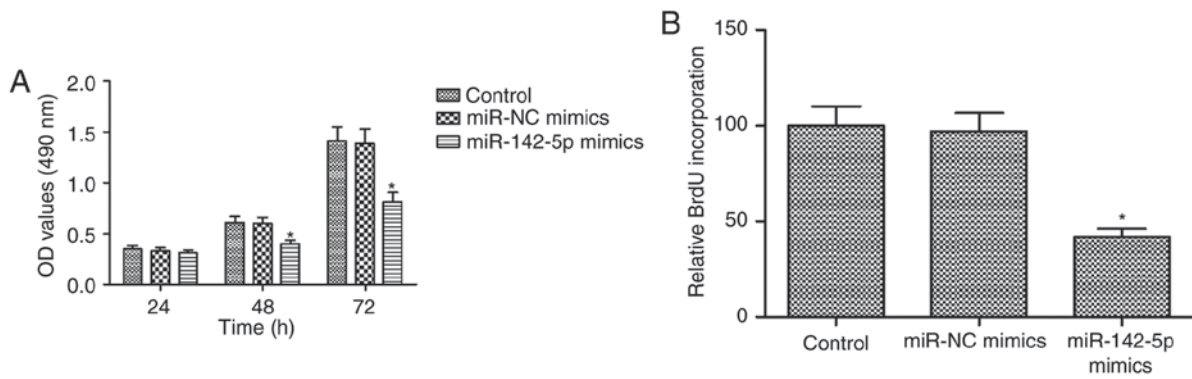 A
OD values (490 nm)
2.0
1.5
1.0
0.5
0.0
*
*
24 48 72
Time (h)
Control
miR-NC mimics
miR-142-5p mimics
B
Relative BrdU incorporation
150
100
50
0
*
Control miR-NC mimics miR-142-5p
mimics